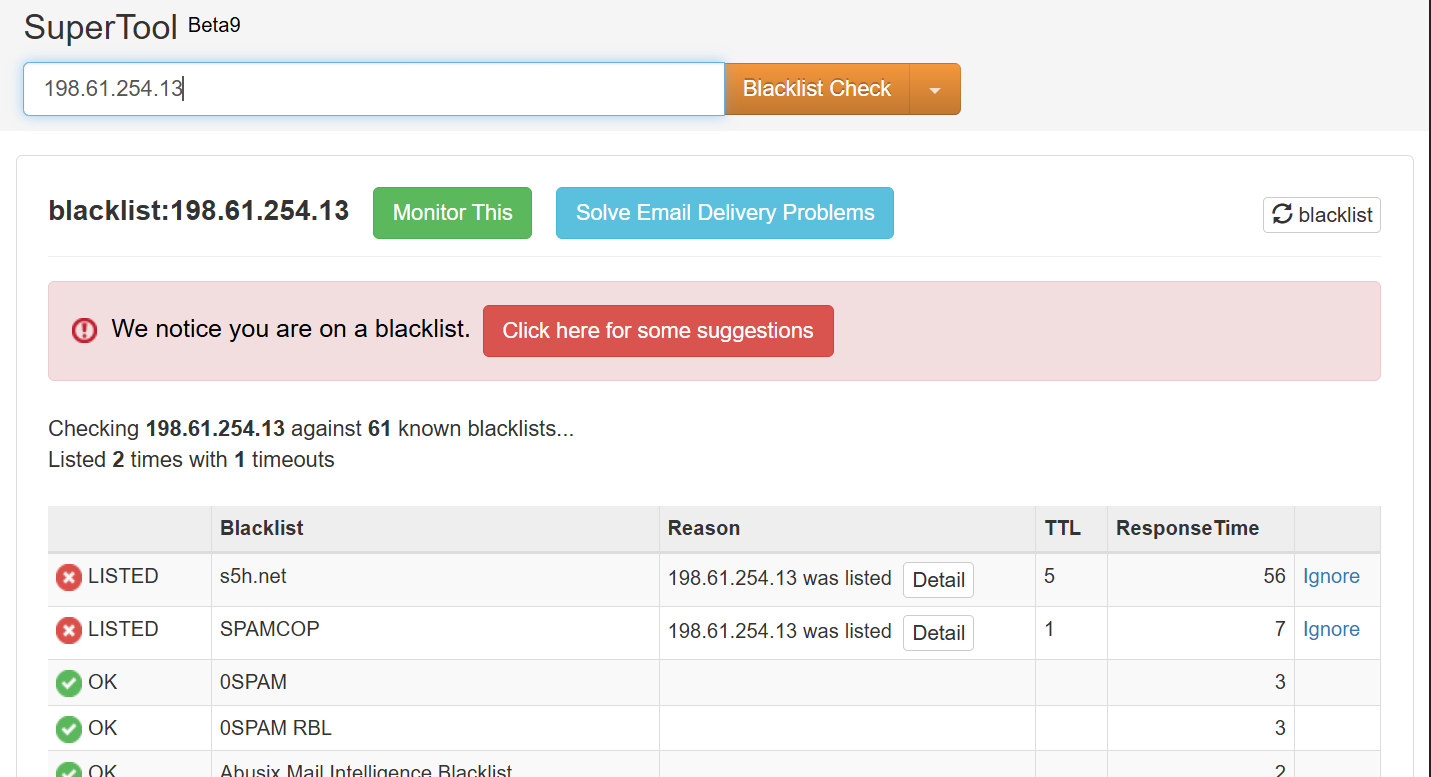 SuperTool Beta9
198.61.254.13 Blacklist Check
blacklist:198.61.254.13 Monitor This Solve Email Delivery Problems blacklist
We notice you are on a blacklist. Click here for some suggestions
Checking 198.61.254.13 against 61 known blacklists...
Listed 2 times with 1 timeouts
Blacklist Reason TTL ResponseTime
LISTED s5h.net 198.61.254.13 was listed Detail 5 56 Ignore
LISTED SPAMCOP 198.61.254.13 was listed Detail 1 7 Ignore
OK 0SPAM 3
OK 0SPAM RBL 3
OK Abusix Mail Intelligence Blacklist 2